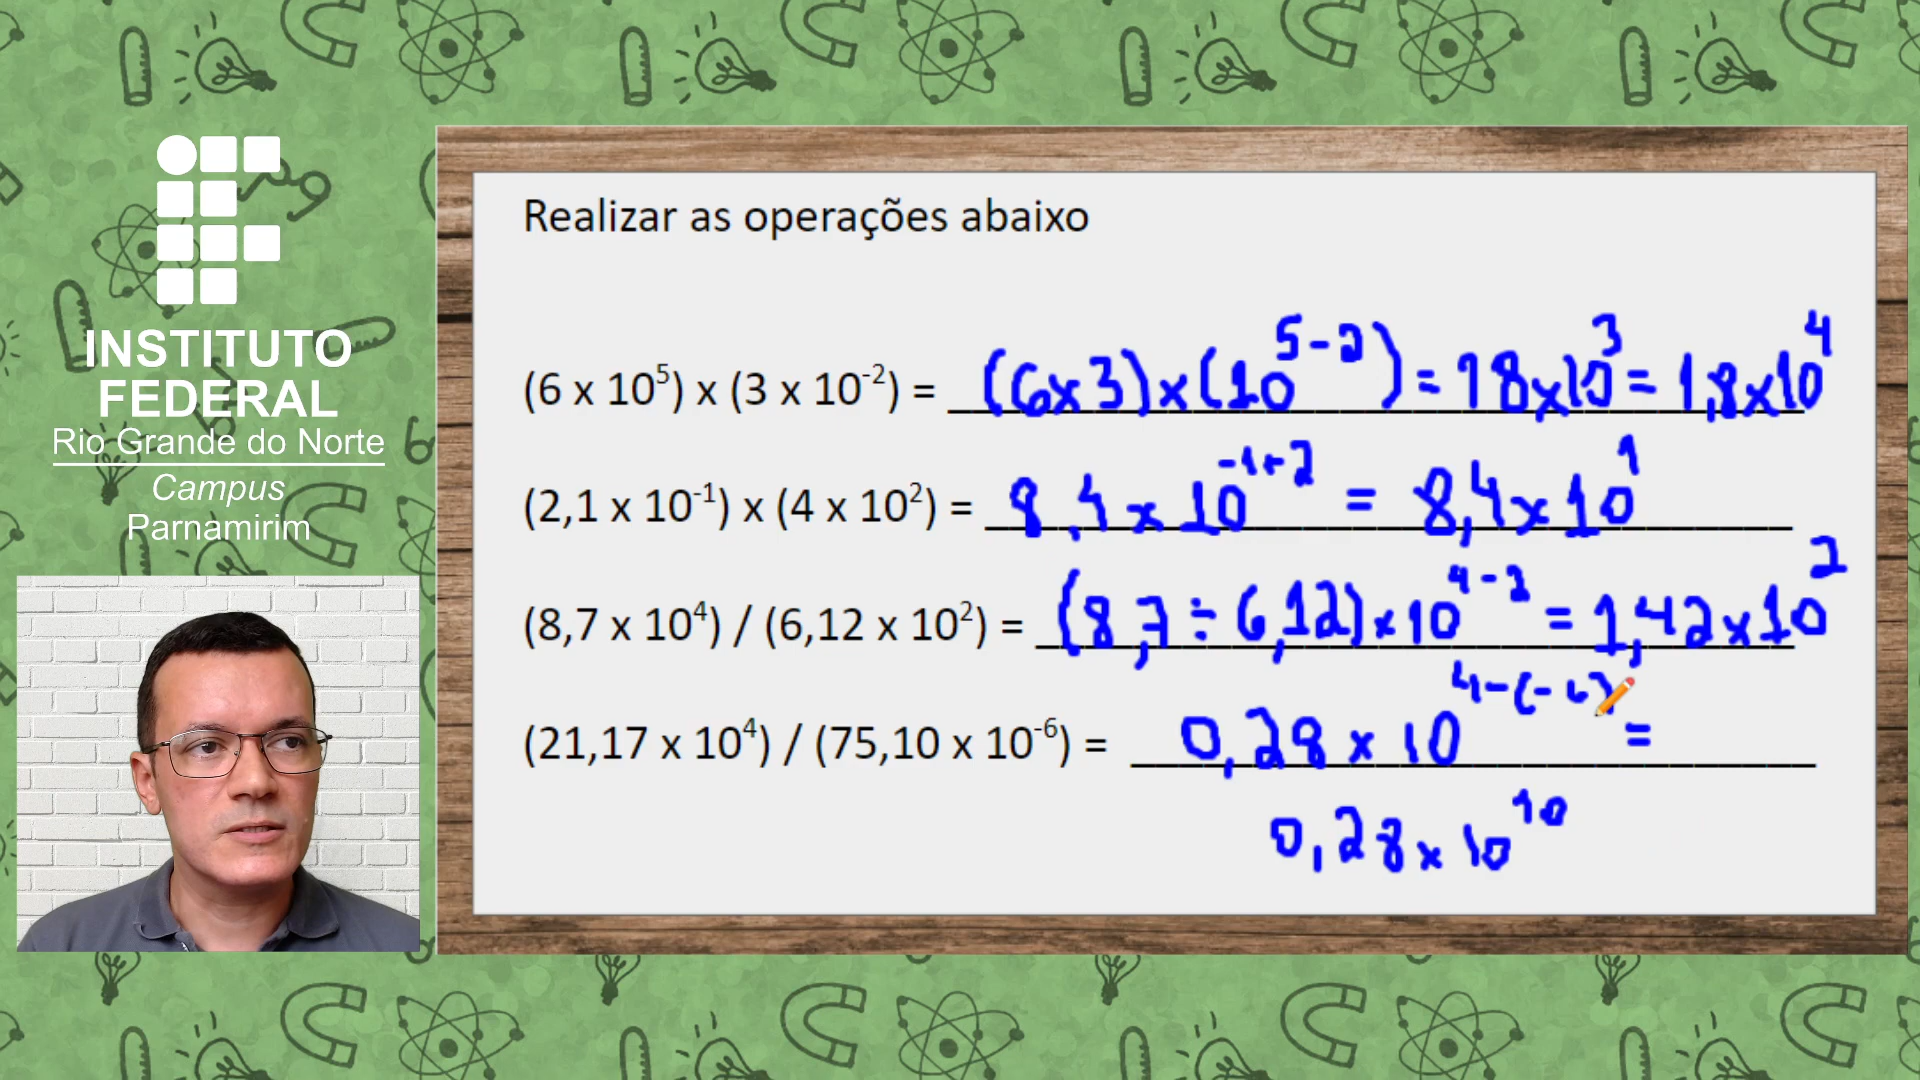 INSTITUTO
FEDERAL
Rio Grande do Norte
Campus
Parnamirim
Realizar as operações abaixo
(6 x 10⁵) x (3 x 10⁻²) = (6x3)x(10⁵⁻²) = 18x10³ = 1,8x10⁴
(2,1 x 10⁻¹) x (4 x 10²) = 8,4 x 10⁻¹⁺² = 8,4x10¹
(8,7 x 10⁴) / (6,12 x 10²) = (8,7 ÷ 6,12)x10⁴⁻² = 1,42x10²
(21,17 x 10⁴) / (75,10 x 10⁻⁶) = 0,28 x 10⁴⁻⁽⁻⁶⁾ =
0,28 x 10¹⁰